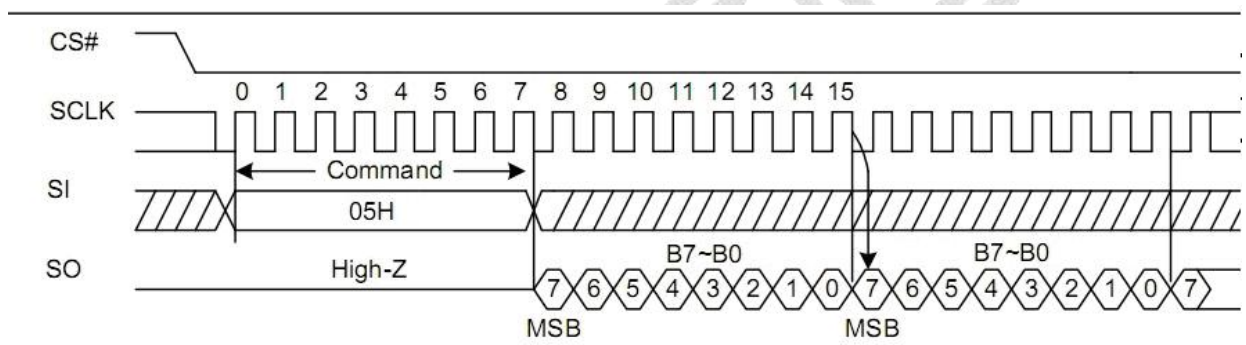 CS#
0 1 2 3 4 5 6 7 8 9 10 11 12 13 14 15
SCLK
Command
SI
05H
B7~B0 B7~B0
SO High-Z
7 6 5 4 3 2 1 0 7 6 5 4 3 2 1 0 7
MSB MSB